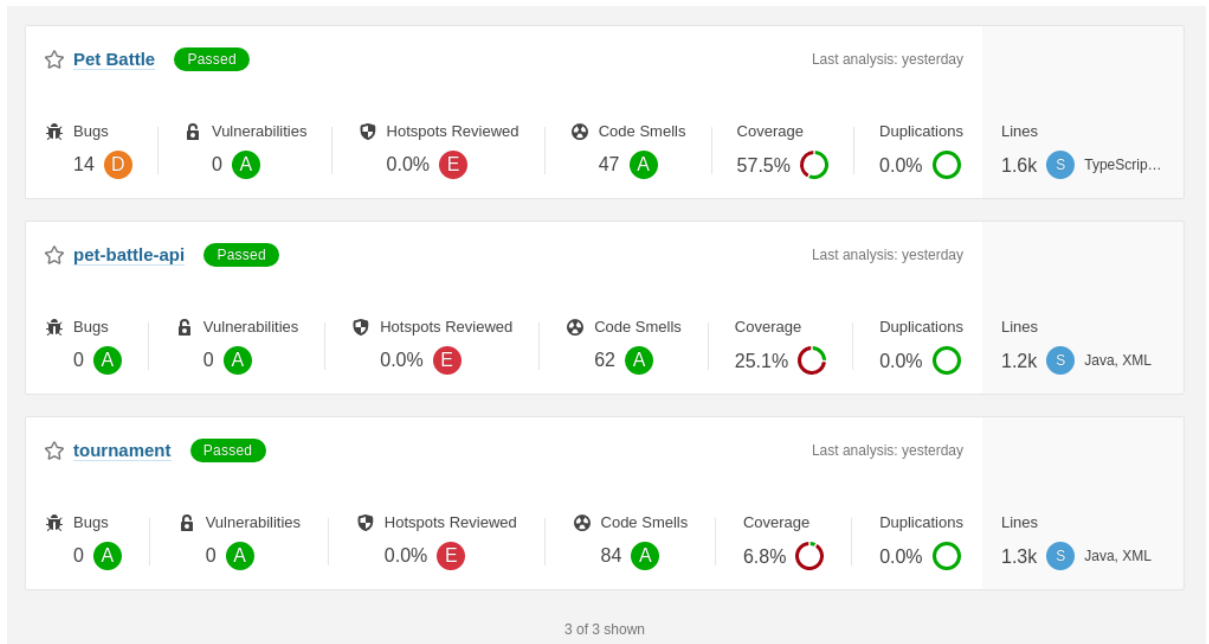 Pet Battle Passed Last analysis: yesterday
Bugs Vulnerabilities Hotspots Reviewed Code Smells Coverage Duplications Lines
14 D 0 A 0.0% E 47 A 57.5% 0.0% 1.6k S TypeScrip…
pet-battle-api Passed Last analysis: yesterday
Bugs Vulnerabilities Hotspots Reviewed Code Smells Coverage Duplications Lines
0 A 0 A 0.0% E 62 A 25.1% 0.0% 1.2k S Java, XML
tournament Passed Last analysis: yesterday
Bugs Vulnerabilities Hotspots Reviewed Code Smells Coverage Duplications Lines
0 A 0 A 0.0% E 84 A 6.8% 0.0% 1.3k S Java, XML
3 of 3 shown